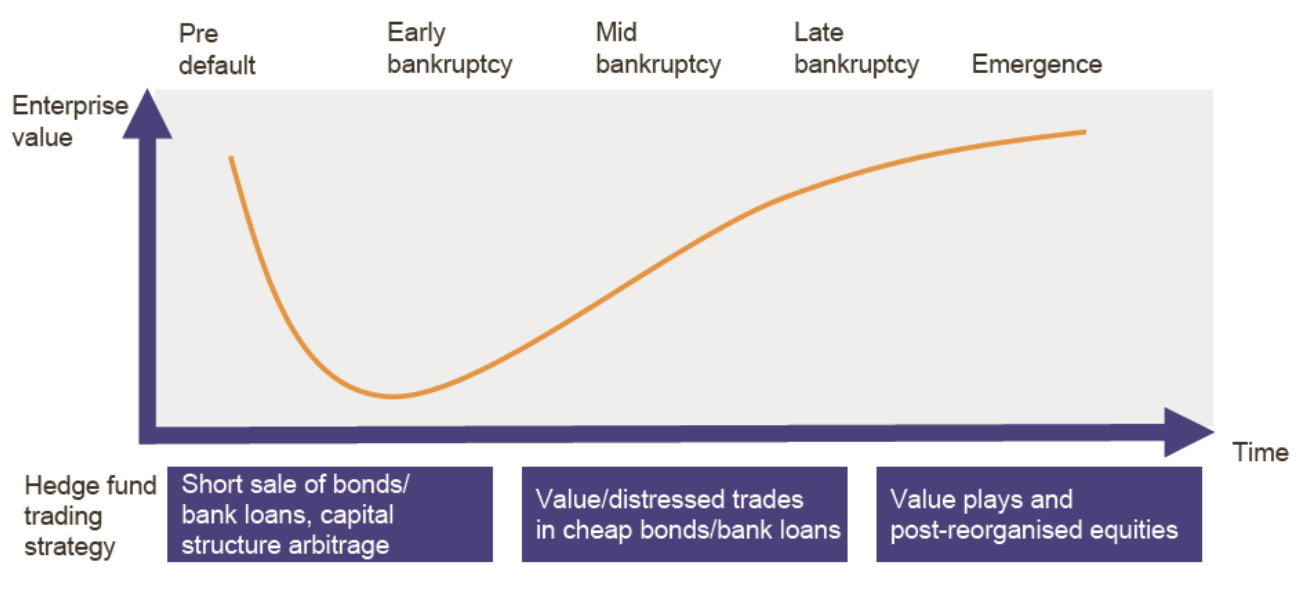 Pre
default
Early
bankruptcy
Mid
bankruptcy
Late
bankruptcy
Emergence
Enterprise
value
Time
Hedge fund
trading
strategy
Short sale of bonds/
bank loans, capital
structure arbitrage
Value/distressed trades
in cheap bonds/bank loans
Value plays and
post-reorganised equities